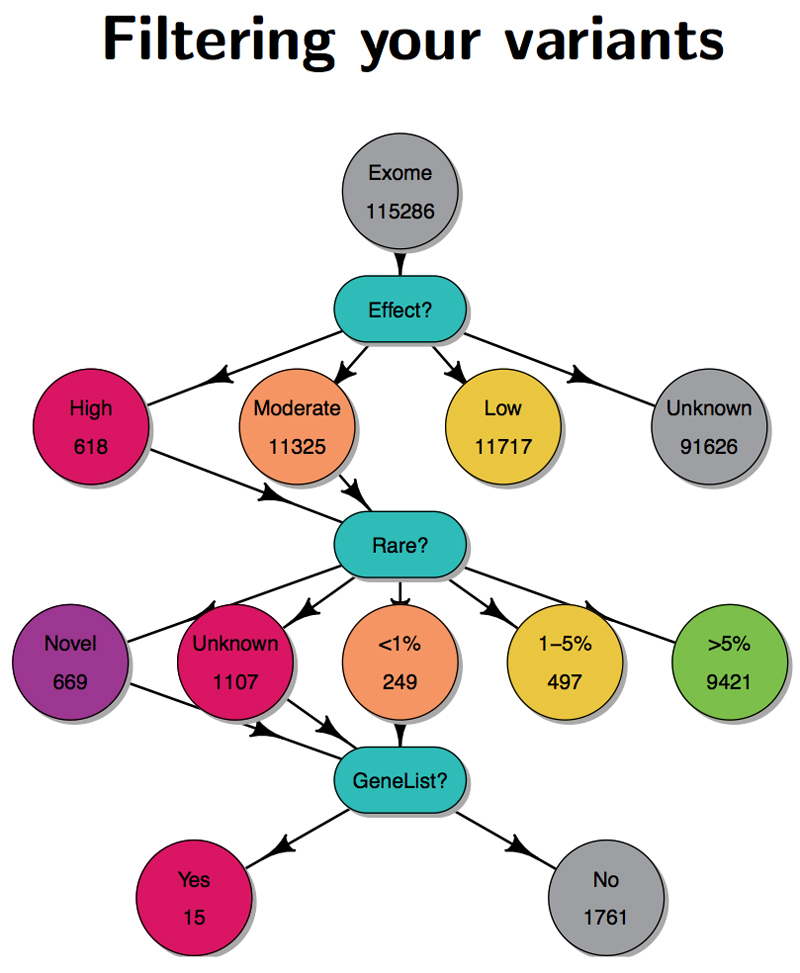 Filtering your variants
Exome
115286
Effect?
High
618
Moderate
11325
Low
11717
Unknown
91626
Rare?
Novel
669
Unknown
1107
<1%
249
1–5%
497
>5%
9421
GeneList?
Yes
15
No
1761